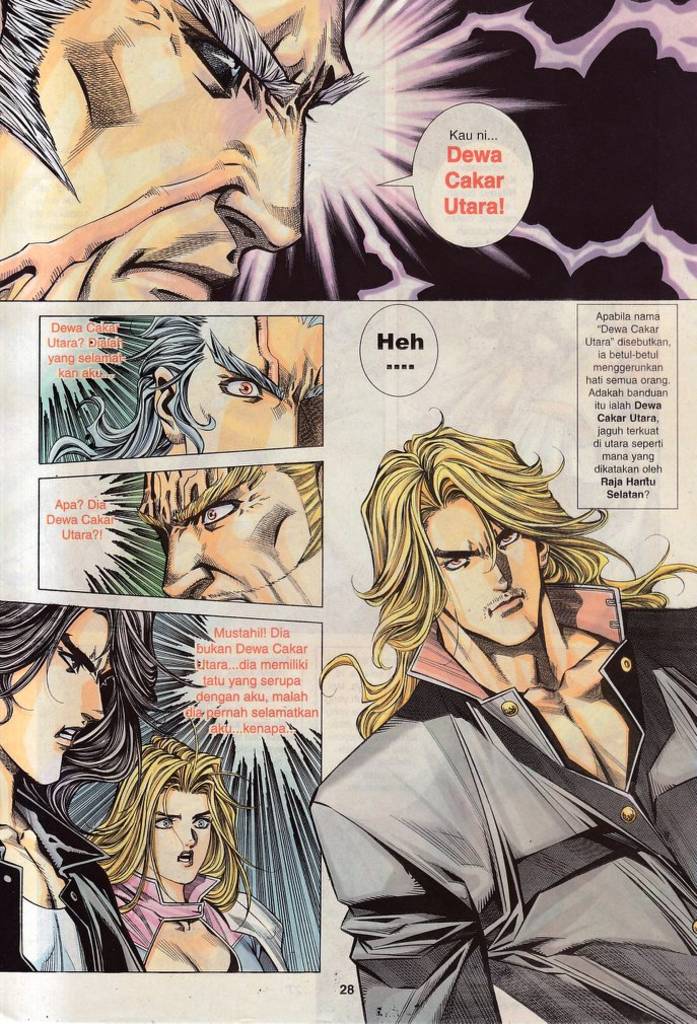 Kau ni...
Dewa
Cakar
Utara!
Dewa Cakar
Utara? Dialah
yang selamat-
kan aku...
Heh
....
Apabila nama
"Dewa Cakar
Utara" disebutkan,
ia betul-betul
menggerunkan
hati semua orang.
Adakah banduan
itu ialah Dewa
Cakar Utara,
jaguh terkuat
di utara seperti
mana yang
dikatakan oleh
Raja Hantu
Selatan?
Apa? Dia
Dewa Cakar
Utara?!
Mustahil! Dia
bukan Dewa Cakar
Utara...dia memiliki
tatu yang serupa
dengan aku, malah
dia pernah selamatkan
aku...kenapa...
28